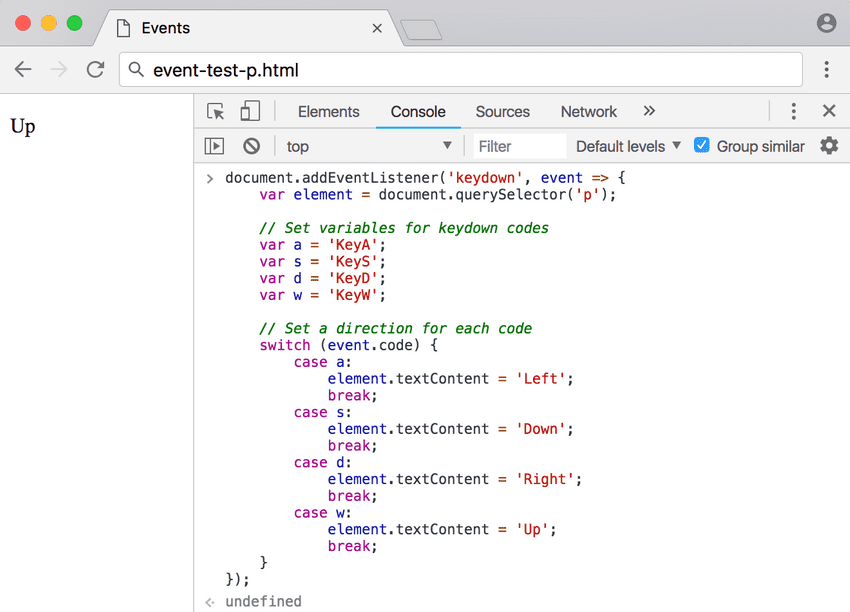 Events
event-test-p.html
Up
Elements Console Sources Network
top Filter Default levels Group similar
document.addEventListener('keydown', event => {
    var element = document.querySelector('p');

    // Set variables for keydown codes
    var a = 'KeyA';
    var s = 'KeyS';
    var d = 'KeyD';
    var w = 'KeyW';

    // Set a direction for each code
    switch (event.code) {
        case a:
            element.textContent = 'Left';
            break;
        case s:
            element.textContent = 'Down';
            break;
        case d:
            element.textContent = 'Right';
            break;
        case w:
            element.textContent = 'Up';
            break;
    }
});
undefined